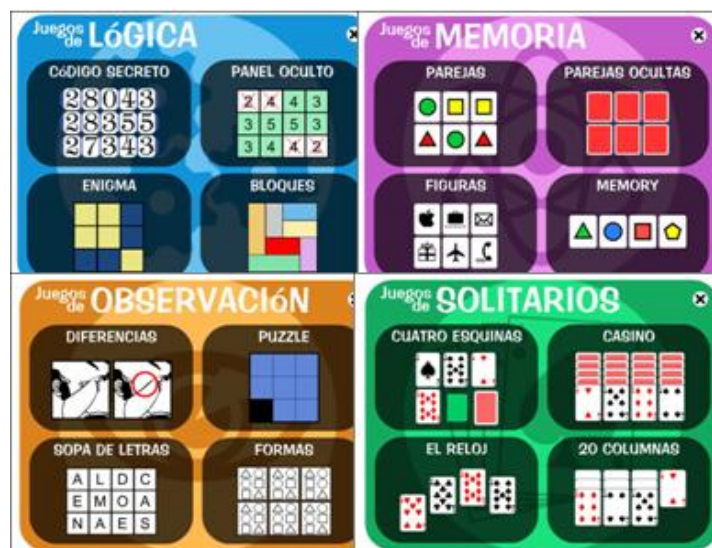 Juegos de LóGICA
CóDIGO SECRETO
PANEL OCULTO
28043
28355
27343
2 4 4 3
3 5 5 3
3 4 4 2
ENIGMA
BLOQUES
Juegos de MEMORIA
PAREJAS
PAREJAS OCULTAS
FIGURAS
MEMORY
Juegos de OBSERVACIóN
DIFERENCIAS
PUZZLE
SOPA DE LETRAS
FORMAS
A L D C
E M O A
N A E S
Juegos de SOLITARIOS
CUATRO ESQUINAS
CASINO
EL RELOJ
20 COLUMNAS